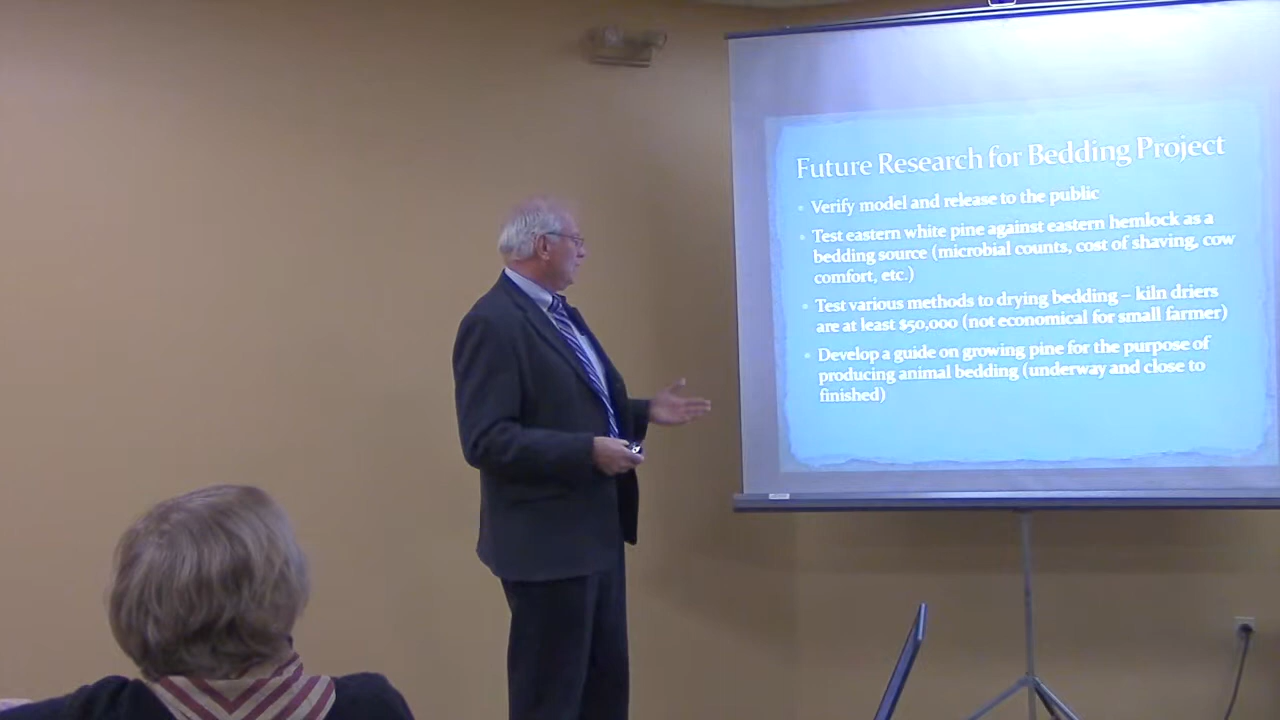 Future Research for Bedding Project
Verify model and release to the public
Test eastern white pine against eastern hemlock as a
bedding source (microbial counts, cost of shaving, cow
comfort, etc.)
Test various methods to drying bedding – kiln driers
are at least $50,000 (not economical for small farmer)
Develop a guide on growing pine for the purpose of
producing animal bedding (underway and close to
finished)